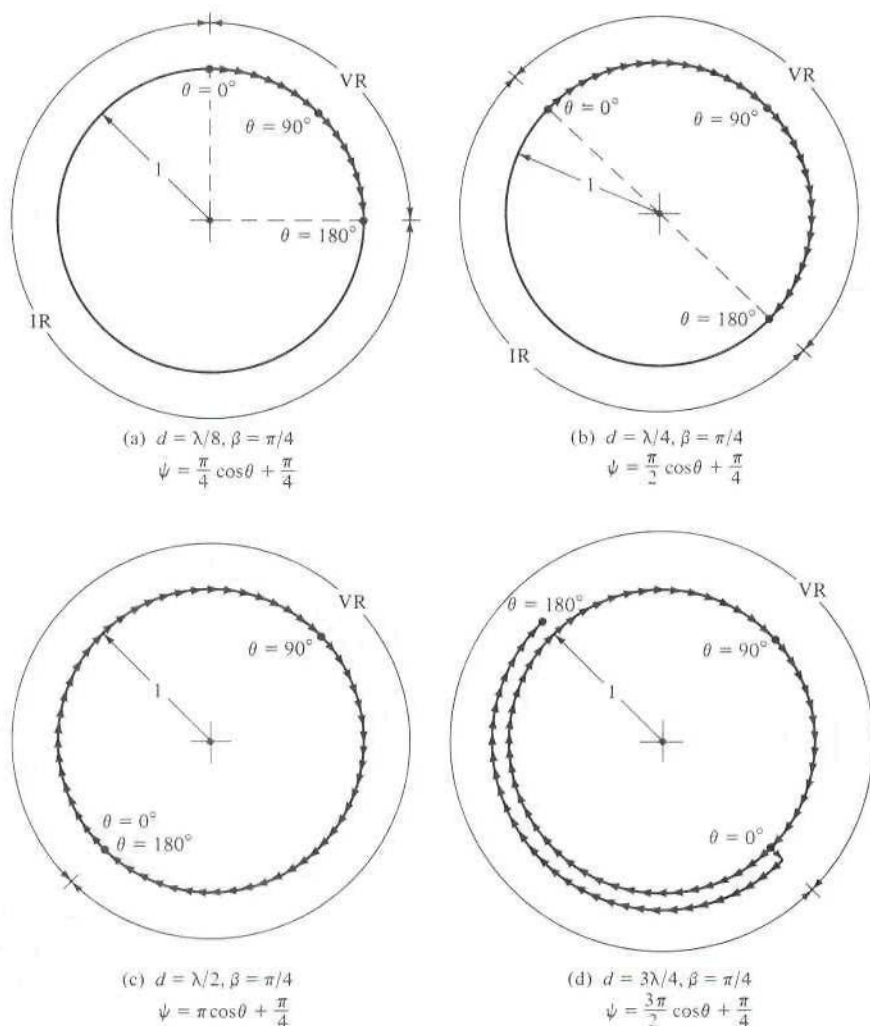 VR
θ = 0°
θ = 90°
1
θ = 180°
IR
(a) d = λ/8, β = π/4
ψ = π/4 cosθ + π/4
VR
θ = 0°
θ = 90°
1
θ = 180°
IR
(b) d = λ/4, β = π/4
ψ = π/2 cosθ + π/4
VR
θ = 90°
1
θ = 0°
θ = 180°
(c) d = λ/2, β = π/4
ψ = πcosθ + π/4
VR
θ = 180°
θ = 90°
1
θ = 0°
(d) d = 3λ/4, β = π/4
ψ = 3π/2 cosθ + π/4